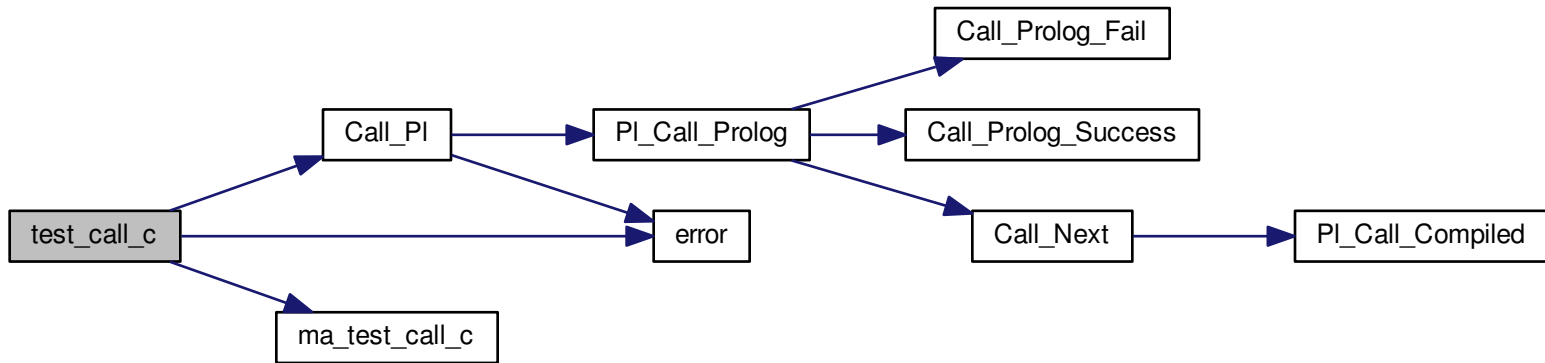 Call_Prolog_Fail
Call_Pl
Pl_Call_Prolog
Call_Prolog_Success
test_call_c
error
Call_Next
Pl_Call_Compiled
ma_test_call_c